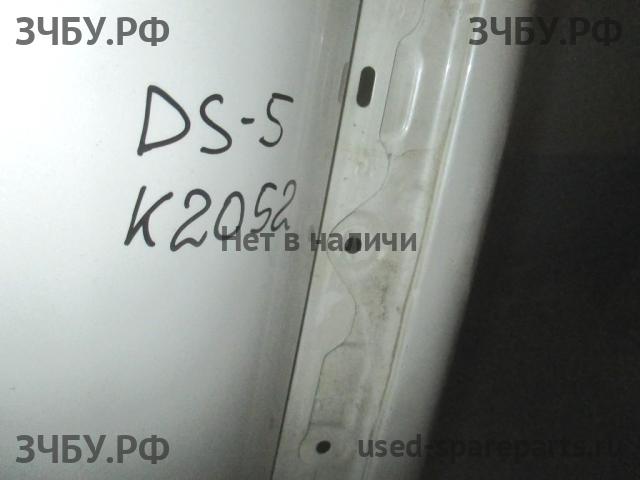 ЗЧБУ.РФ ЗЧБУ.РФ
DS-5
K2052
Нет в наличи
ЗЧБУ.РФ used-spareparts.ru